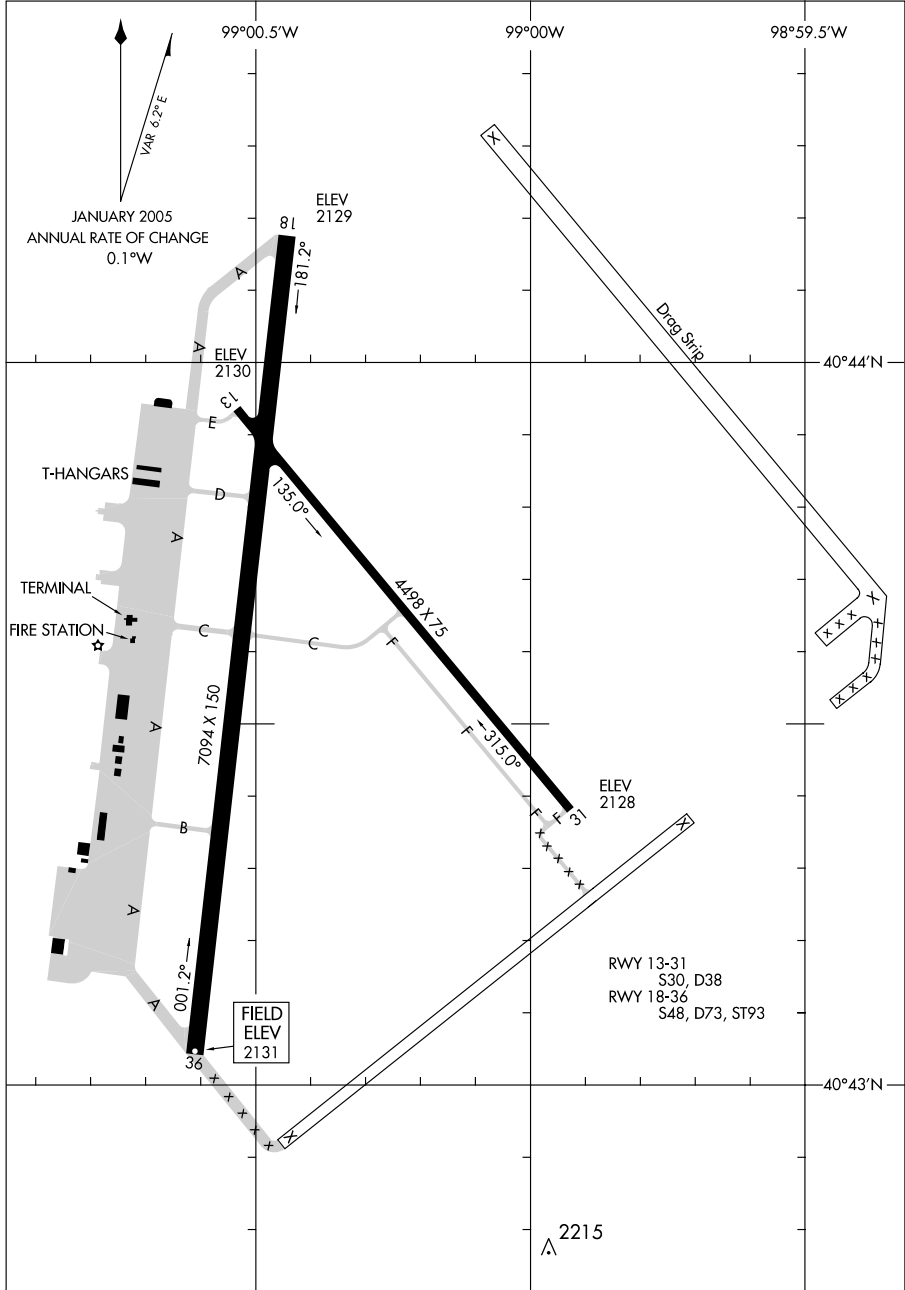 99°00.5'W
99°00'W
98°59.5'W
VAR 6.2° E
JANUARY 2005
ANNUAL RATE OF CHANGE
0.1°W
ELEV
2129
18
181.2°
A
A
Drag Strip
ELEV
2130
40°44'N
13
E
T-HANGARS
D
135.0°
A
4498 X 75
TERMINAL
FIRE STATION
C
C
F
7094 X 150
A
F
315.0°
ELEV
2128
31
F
F
B
A
001.2°
RWY 13-31
S30, D38
RWY 18-36
S48, D73, ST93
A
FIELD
ELEV
2131
36
40°43'N
2215
X
X
X
X
X X X
X X X X
X X X
X X X X X
X X X X X